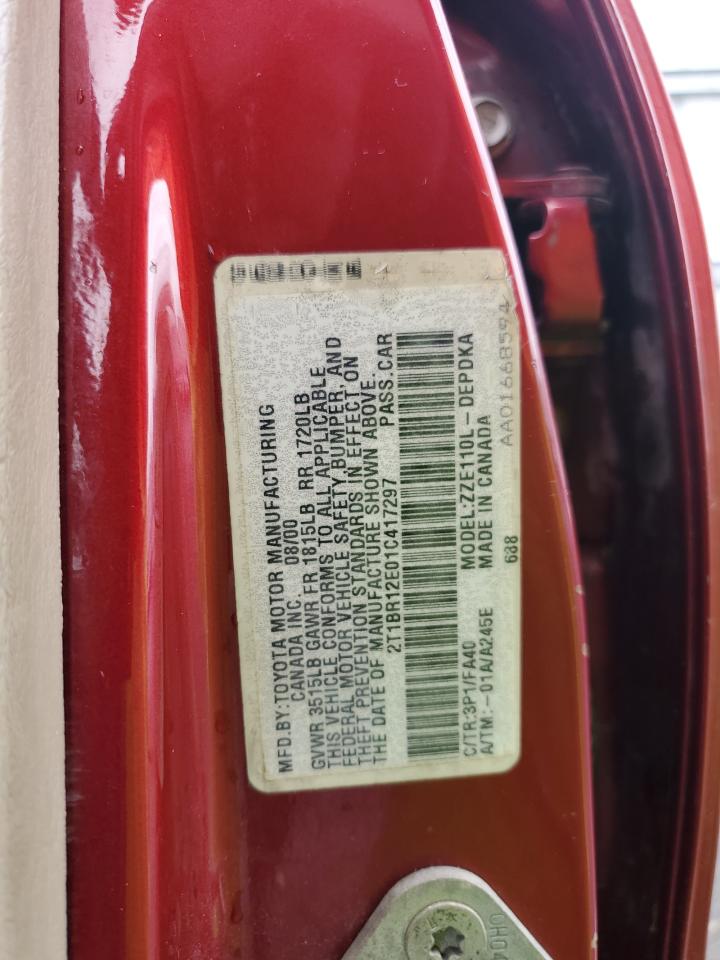 MFD.BY:TOYOTA MOTOR MANUFACTURING
CANADA INC. 08/00
GVWR 3515LB GAWR FR 1815LB RR 1720LB
THIS VEHICLE CONFORMS TO ALL APPLICABLE
FEDERAL MOTOR VEHICLE SAFETY,BUMPER, AND
THEFT PREVENTION STANDARDS IN EFFECT ON
THE DATE OF MANUFACTURE SHOWN ABOVE.
2T1BR12E01C417297 PASS.CAR
C/TR:3P1/FA40 MODEL:ZZE110L-DEPDKA
A/TM:-01A/A245E MADE IN CANADA
638
AA01668594
OH04